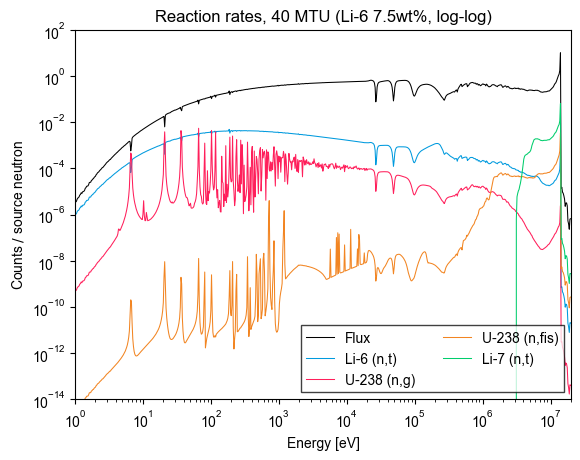 Reaction rates, 40 MTU (Li-6 7.5wt%, log-log)
Counts / source neutron
10^2
10^0
10^-2
10^-4
10^-6
10^-8
10^-10
10^-12
10^-14
Flux
Li-6 (n,t)
U-238 (n,g)
U-238 (n,fis)
Li-7 (n,t)
10^0 10^1 10^2 10^3 10^4 10^5 10^6 10^7
Energy [eV]